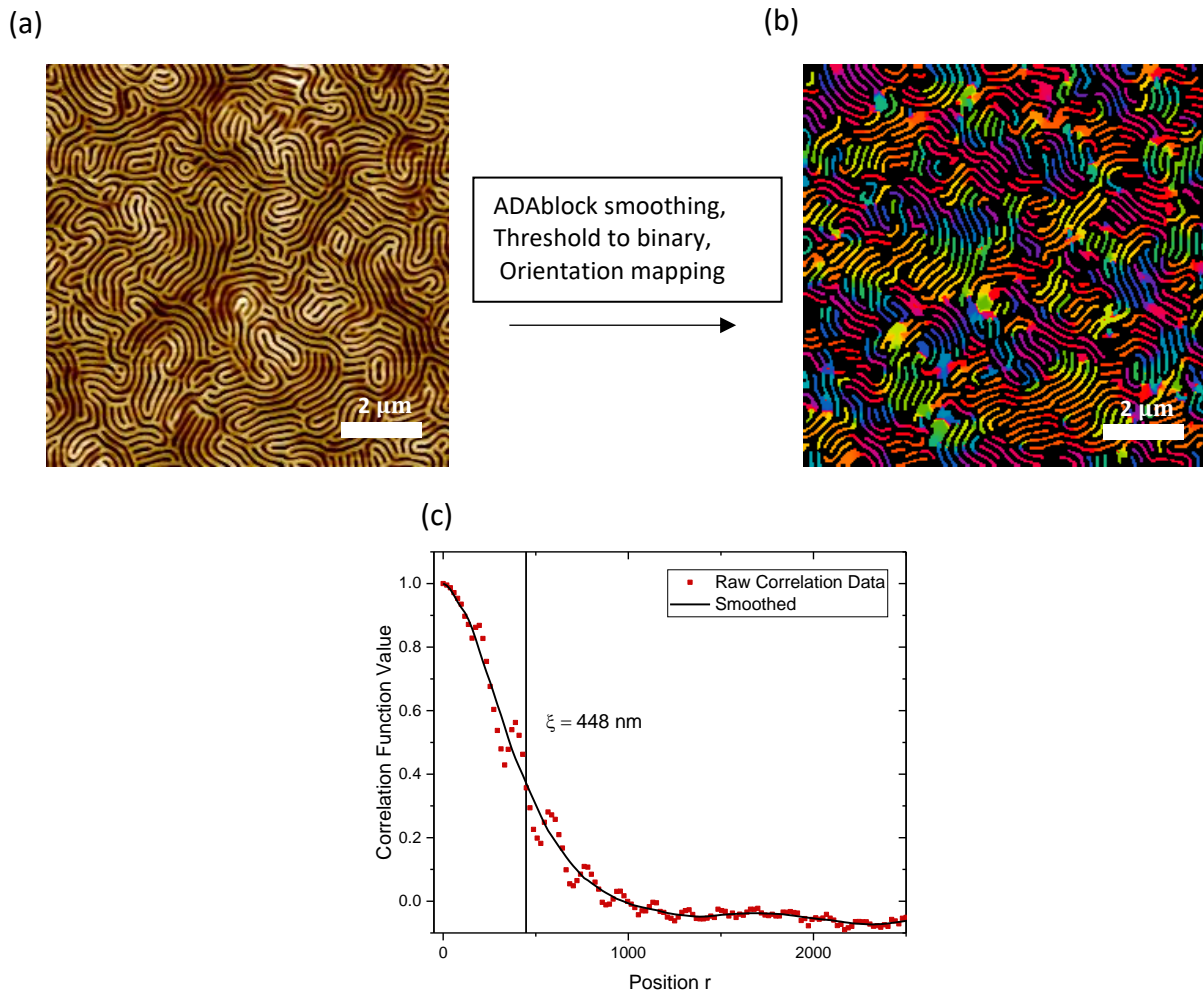 (a)
(b)
ADAblock smoothing,
Threshold to binary,
Orientation mapping
2 μm
2 μm
(c)
Raw Correlation Data
Smoothed
ξ = 448 nm
Correlation Function Value
1.0
0.8
0.6
0.4
0.2
0.0
0
1000
2000
Position r